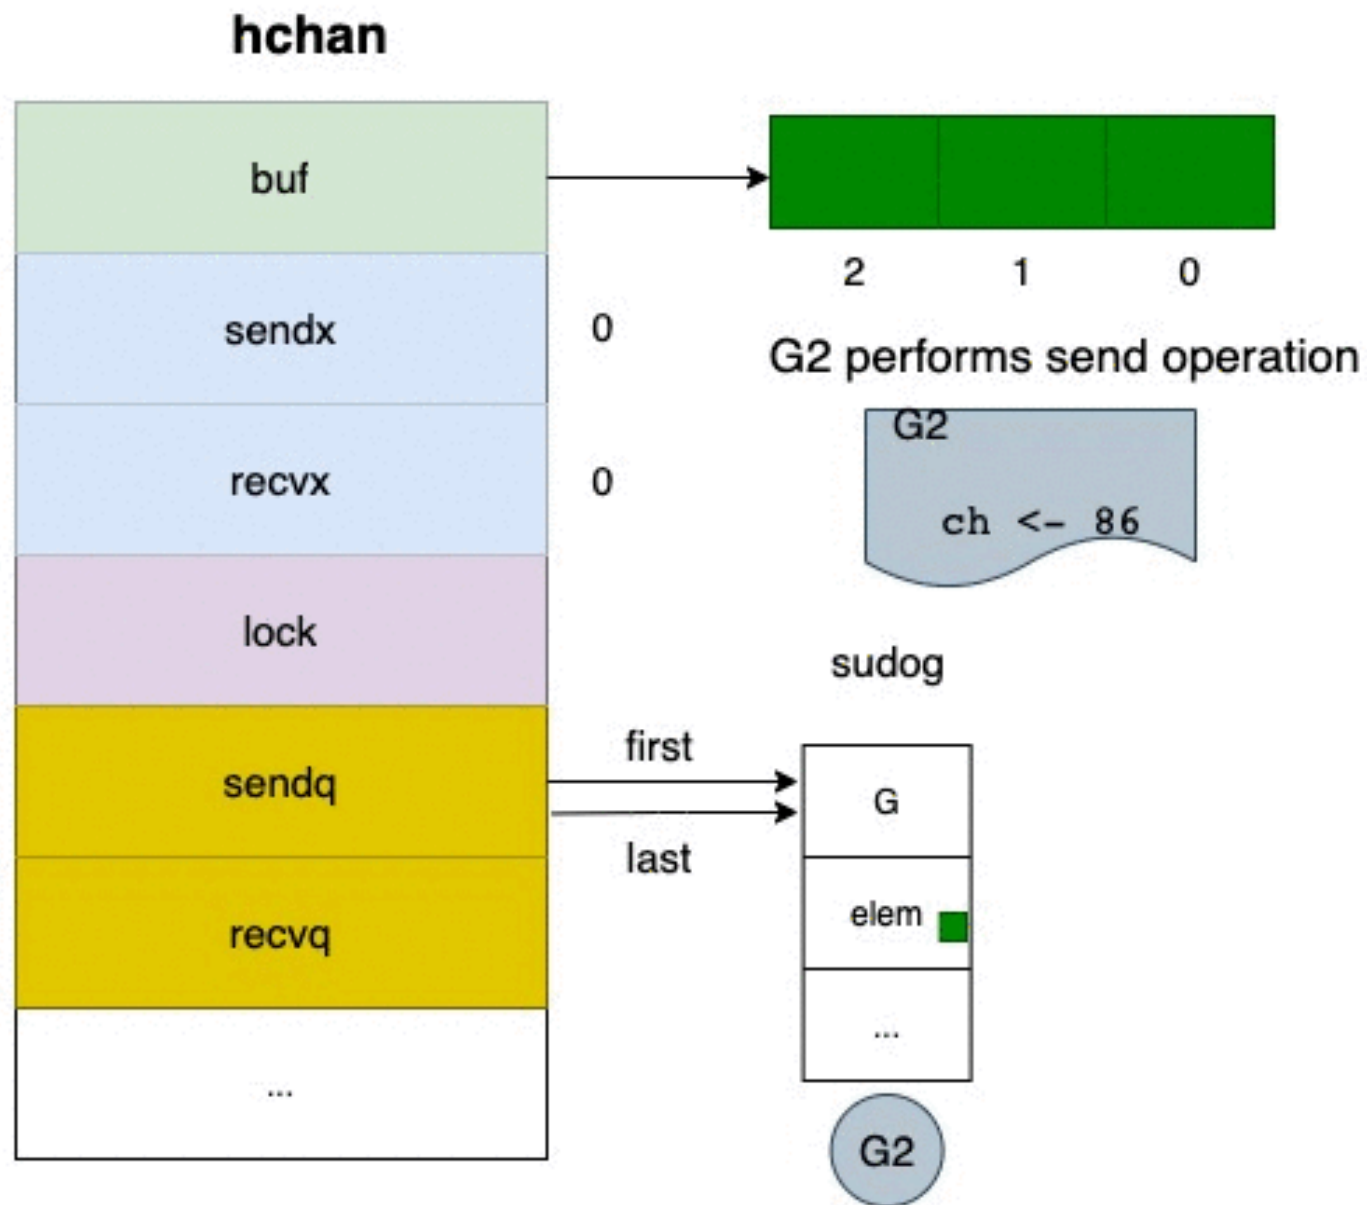 hchan
buf
2 1 0
sendx 0
G2 performs send operation
G2
recvx 0
ch <- 86
lock
sudog
first
sendq
G
last
elem
recvq
...
...
G2